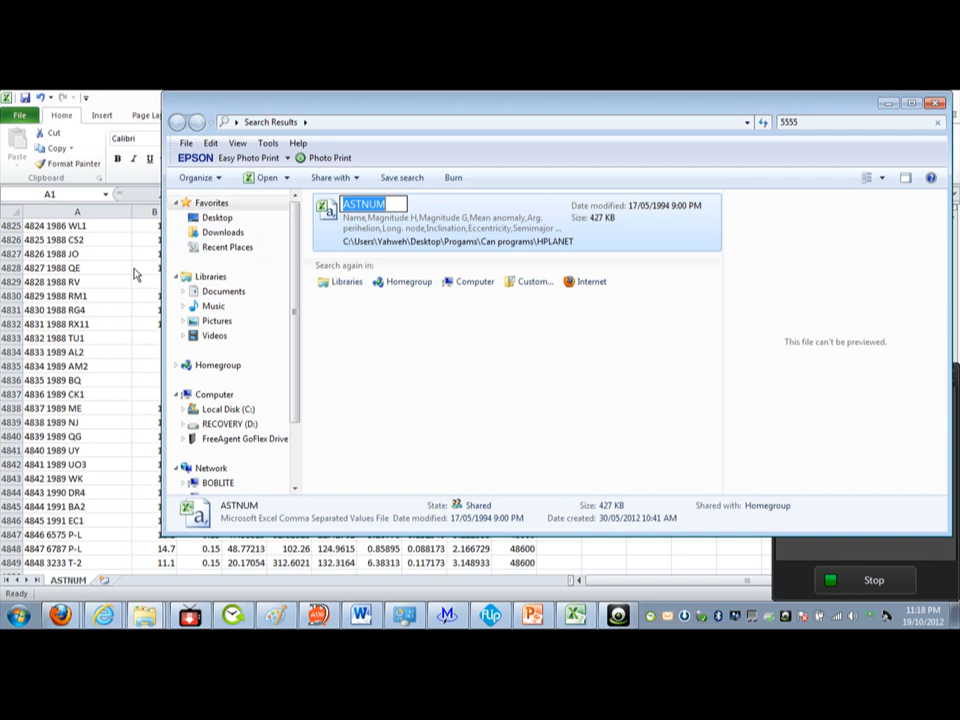 File
Home
Insert
Page La
Cut
Copy
Format Painter
Paste
Clipboard
Calibri
B I U
A1
A
B
4825 4824 1986 WL1
4826 4825 1988 CS2
4827 4826 1988 JO
4828 4827 1988 QE
4829 4828 1988 RV
4830 4829 1988 RM1
4831 4830 1988 RG4
4832 4831 1988 RX11
4833 4832 1988 TU1
4834 4833 1989 AL2
4835 4834 1989 AM2
4836 4835 1989 BQ
4837 4836 1989 CK1
4838 4837 1989 ME
4839 4838 1989 NJ
4840 4839 1989 QG
4841 4840 1989 UY
4842 4841 1989 UO3
4843 4842 1989 WK
4844 4843 1990 DR4
4845 4844 1991 BA2
4846 4845 1991 EC1
4847 4846 6575 P-L
4848 4847 6787 P-L 14.7 0.15 48.77213 102.26 124.9615 0.85895 0.088173 2.166729 48600
4849 4848 3233 T-2 11.1 0.15 20.17054 312.6021 132.3164 6.38313 0.117173 3.148933 48600
ASTNUM
Ready
Search Results
5555
File Edit View Tools Help
EPSON Easy Photo Print Photo Print
Organize Open Share with Save search Burn
Favorites
Desktop
Downloads
Recent Places
Libraries
Documents
Music
Pictures
Videos
Homegroup
Computer
Local Disk (C:)
RECOVERY (D:)
FreeAgent GoFlex Drive
Network
BOBLITE
ASTNUM
Name,Magnitude H,Magnitude G,Mean anomaly,Arg.
perihelion,Long. node,Inclination,Eccentricity,Semimajor ...
C:\Users\Yahweh\Desktop\Progams\Can programs\HPLANET
Date modified: 17/05/1994 9:00 PM
Size: 427 KB
Search again in:
Libraries Homegroup Computer Custom... Internet
This file can't be previewed.
ASTNUM State: Shared Size: 427 KB Shared with: Homegroup
Microsoft Excel Comma Separated Values File Date modified: 17/05/1994 9:00 PM Date created: 30/05/2012 10:41 AM
Stop
11:18 PM
19/10/2012